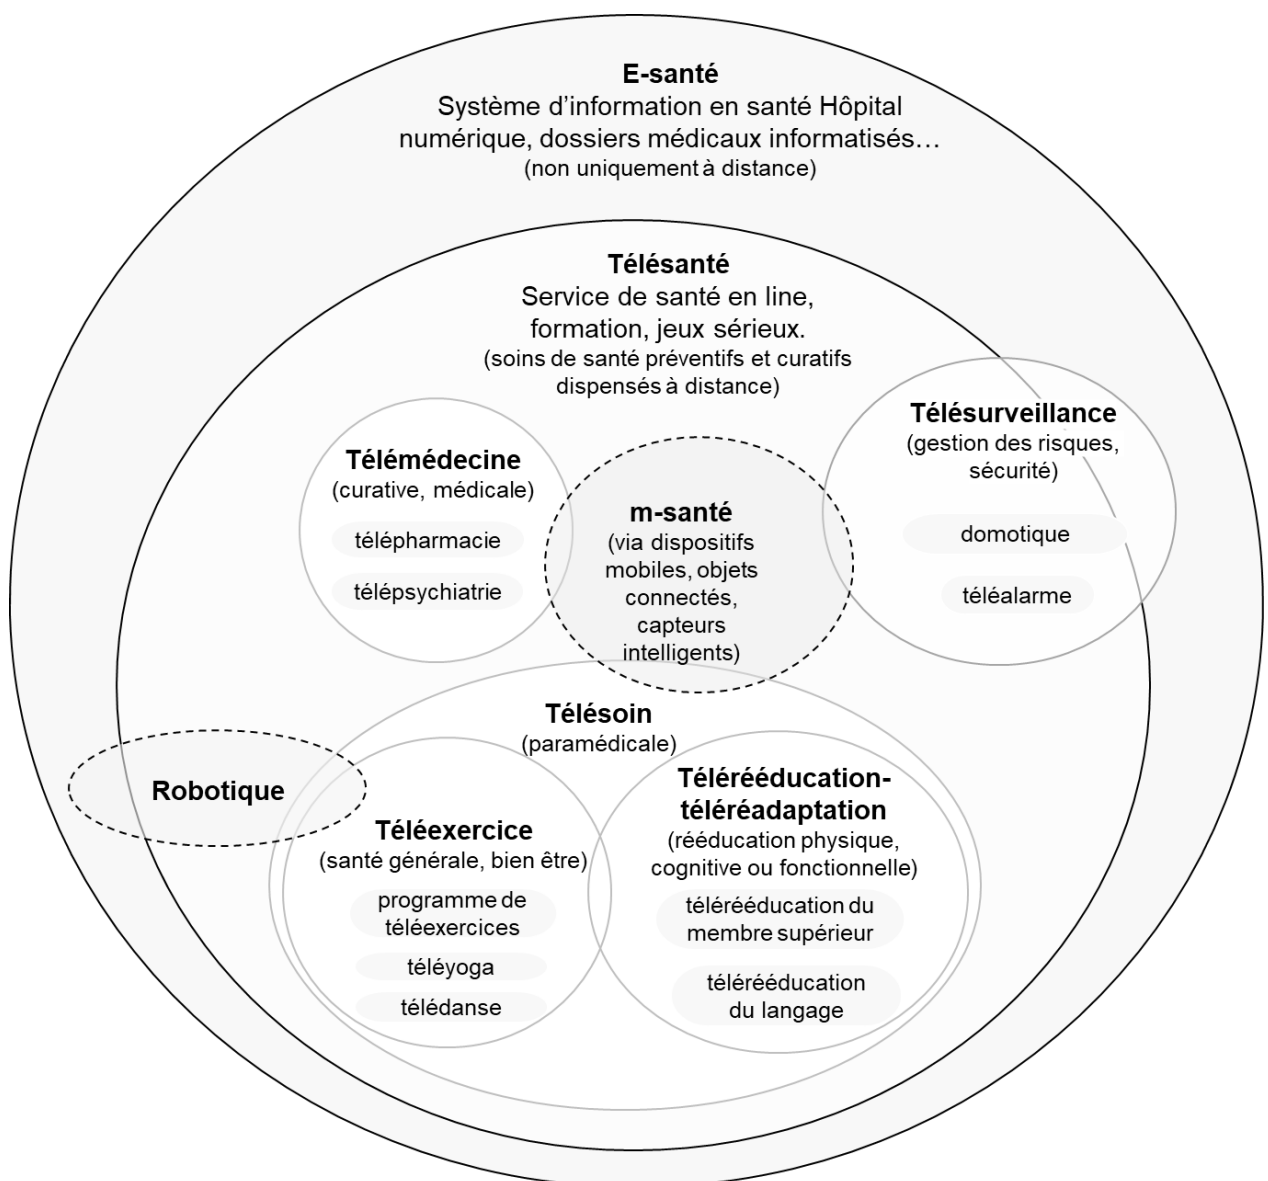 E-santé
Système d’information en santé Hôpital
numérique, dossiers médicaux informatisés…
(non uniquement à distance)
Télésanté
Service de santé en line,
formation, jeux sérieux.
(soins de santé préventifs et curatifs
dispensés à distance)
Télémédecine
(curative, médicale)
télépharmacie
télépsychiatrie
m-santé
(via dispositifs
mobiles, objets
connectés,
capteurs
intelligents)
Télésurveillance
(gestion des risques,
sécurité)
domotique
téléalarme
Robotique
Télésoin
(paramédicale)
Téléexercice
(santé générale, bien être)
programme de
téléexercices
téléyoga
télédanse
Télérééducation-
téléréadaptation
(rééducation physique,
cognitive ou fonctionnelle)
télérééducation du
membre supérieur
télérééducation
du langage